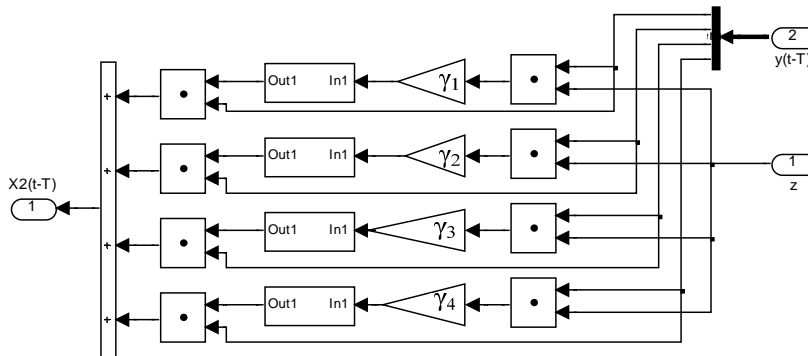 2
y(t-T)
+ Out1 In1 γ1
+ Out1 In1 γ2
1
z
X2(t-T)
1
+ Out1 In1 γ3
+ Out1 In1 γ4